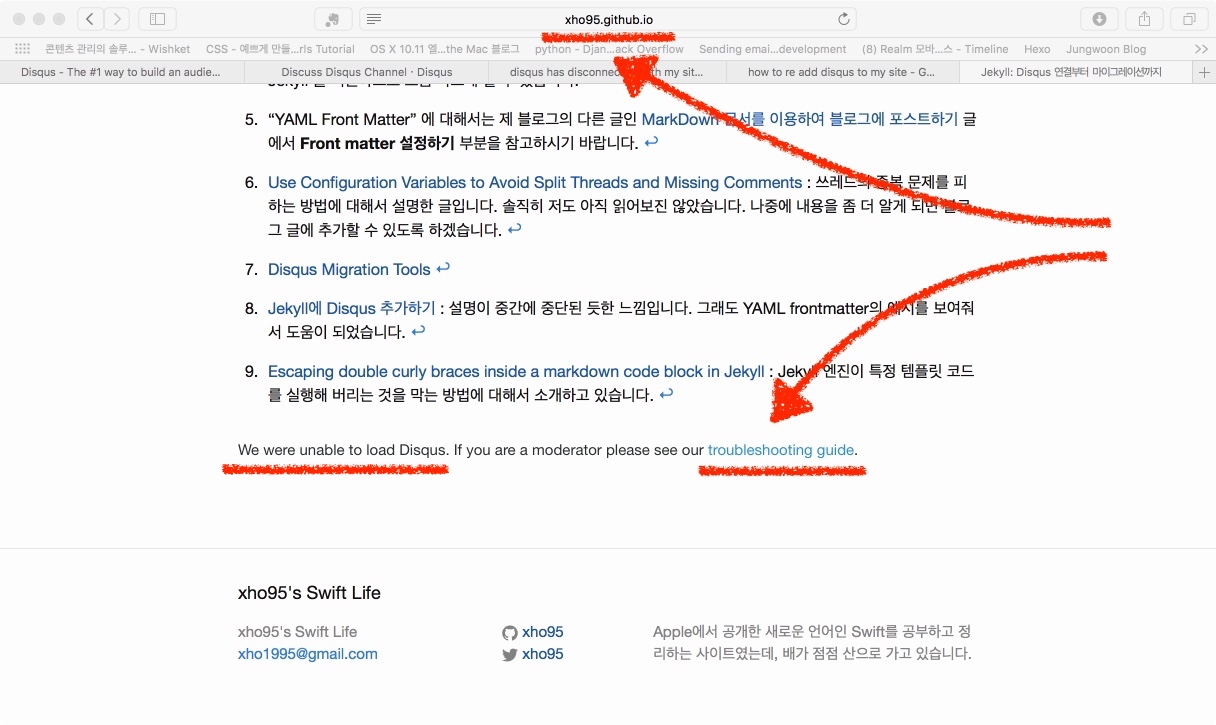 xho95.github.io
콘텐츠 관리의 솔루... - Wishket CSS - 예쁘게 만들...rls Tutorial OS X 10.11 엘...the Mac 블로그 python - Djan...ack Overflow Sending emai...development (8) Realm 모바...스 - Timeline Hexo Jungwoon Blog
Disqus - The #1 way to build an audie... Discuss Disqus Channel · Disqus disqus has disconnec... my sit... how to re add disqus to my site - G... Jekyll: Disqus 연결부터 마이그레이션까지
5. “YAML Front Matter” 에 대해서는 제 블로그의 다른 글인 MarkDown 문서를 이용하여 블로그에 포스트하기 글
에서 Front matter 설정하기 부분을 참고하시기 바랍니다. ↩
6. Use Configuration Variables to Avoid Split Threads and Missing Comments : 쓰레드의 중복 문제를 피
하는 방법에 대해서 설명한 글입니다. 솔직히 저도 아직 읽어보진 않았습니다. 나중에 내용을 좀 더 알게 되면 블로
그 글에 추가할 수 있도록 하겠습니다. ↩
7. Disqus Migration Tools ↩
8. Jekyll에 Disqus 추가하기 : 설명이 중간에 중단된 듯한 느낌입니다. 그래도 YAML frontmatter의 예시를 보여줘
서 도움이 되었습니다. ↩
9. Escaping double curly braces inside a markdown code block in Jekyll : Jekyll 엔진이 특정 템플릿 코드
를 실행해 버리는 것을 막는 방법에 대해서 소개하고 있습니다. ↩
We were unable to load Disqus. If you are a moderator please see our troubleshooting guide.
xho95's Swift Life
xho95's Swift Life
xho1995@gmail.com
xho95
xho95
Apple에서 공개한 새로운 언어인 Swift를 공부하고 정
리하는 사이트였는데, 배가 점점 산으로 가고 있습니다.